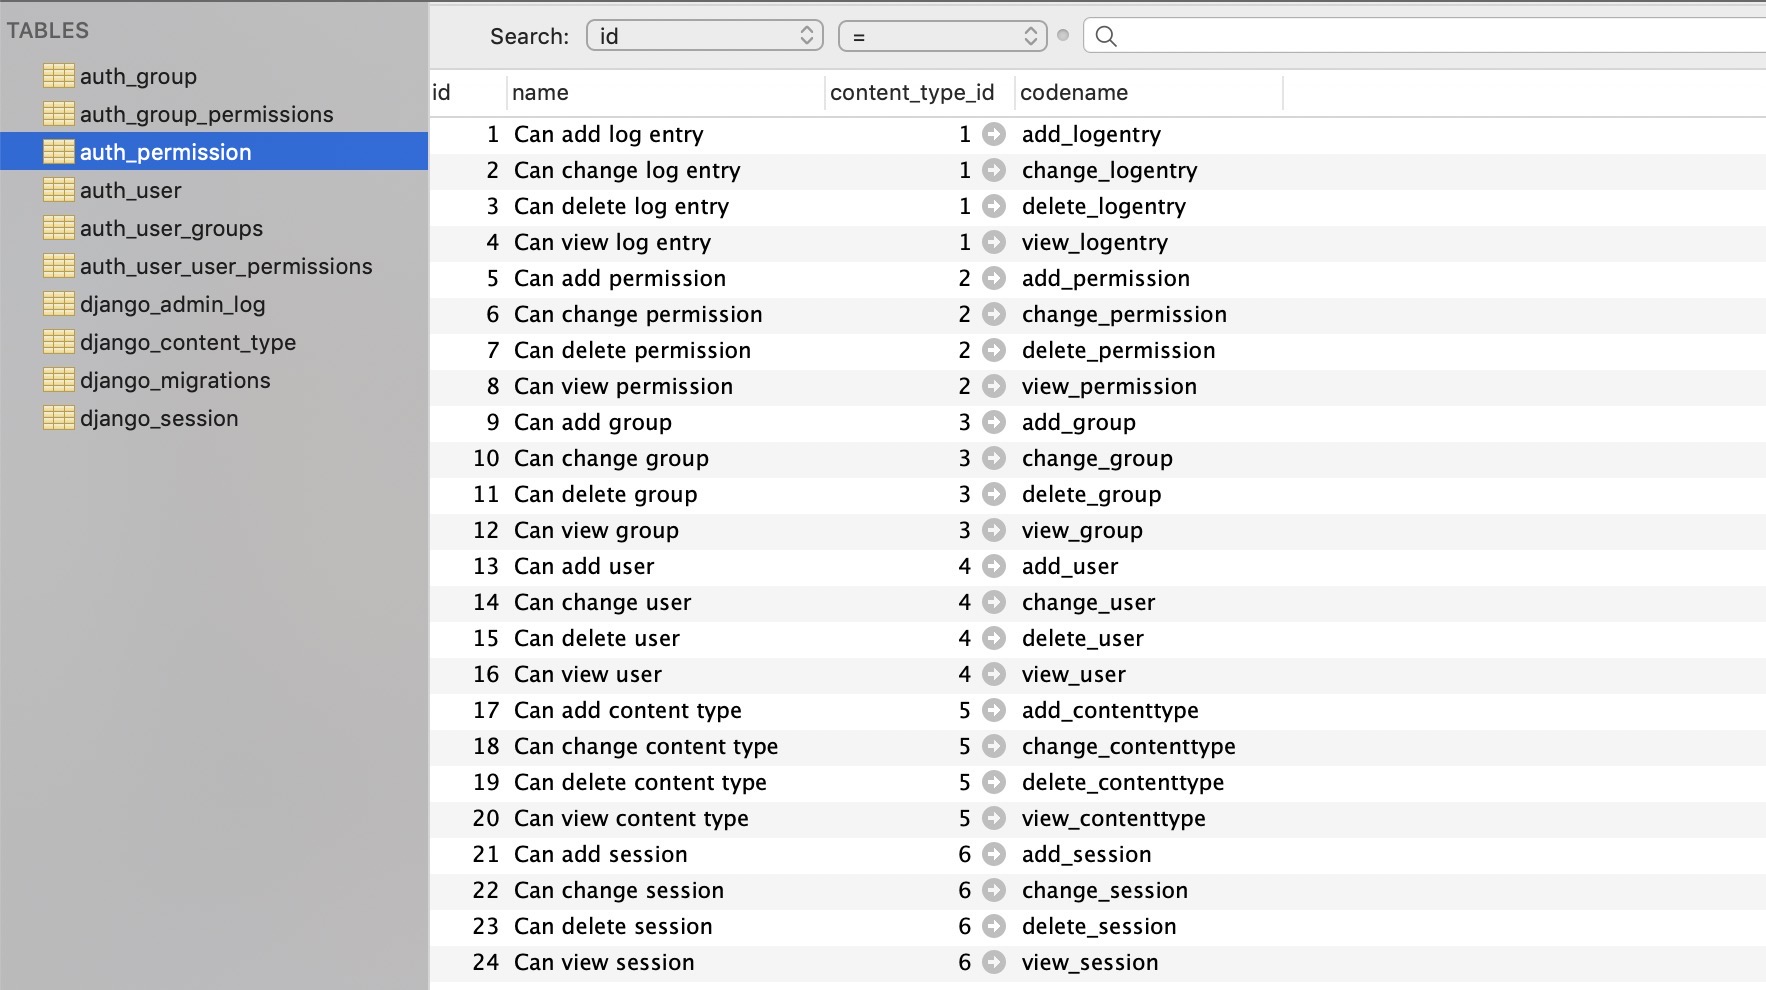 TABLES
auth_group
auth_group_permissions
auth_permission
auth_user
auth_user_groups
auth_user_user_permissions
django_admin_log
django_content_type
django_migrations
django_session
Search: id =
id name content_type_id codename
1 Can add log entry 1 add_logentry
2 Can change log entry 1 change_logentry
3 Can delete log entry 1 delete_logentry
4 Can view log entry 1 view_logentry
5 Can add permission 2 add_permission
6 Can change permission 2 change_permission
7 Can delete permission 2 delete_permission
8 Can view permission 2 view_permission
9 Can add group 3 add_group
10 Can change group 3 change_group
11 Can delete group 3 delete_group
12 Can view group 3 view_group
13 Can add user 4 add_user
14 Can change user 4 change_user
15 Can delete user 4 delete_user
16 Can view user 4 view_user
17 Can add content type 5 add_contenttype
18 Can change content type 5 change_contenttype
19 Can delete content type 5 delete_contenttype
20 Can view content type 5 view_contenttype
21 Can add session 6 add_session
22 Can change session 6 change_session
23 Can delete session 6 delete_session
24 Can view session 6 view_session